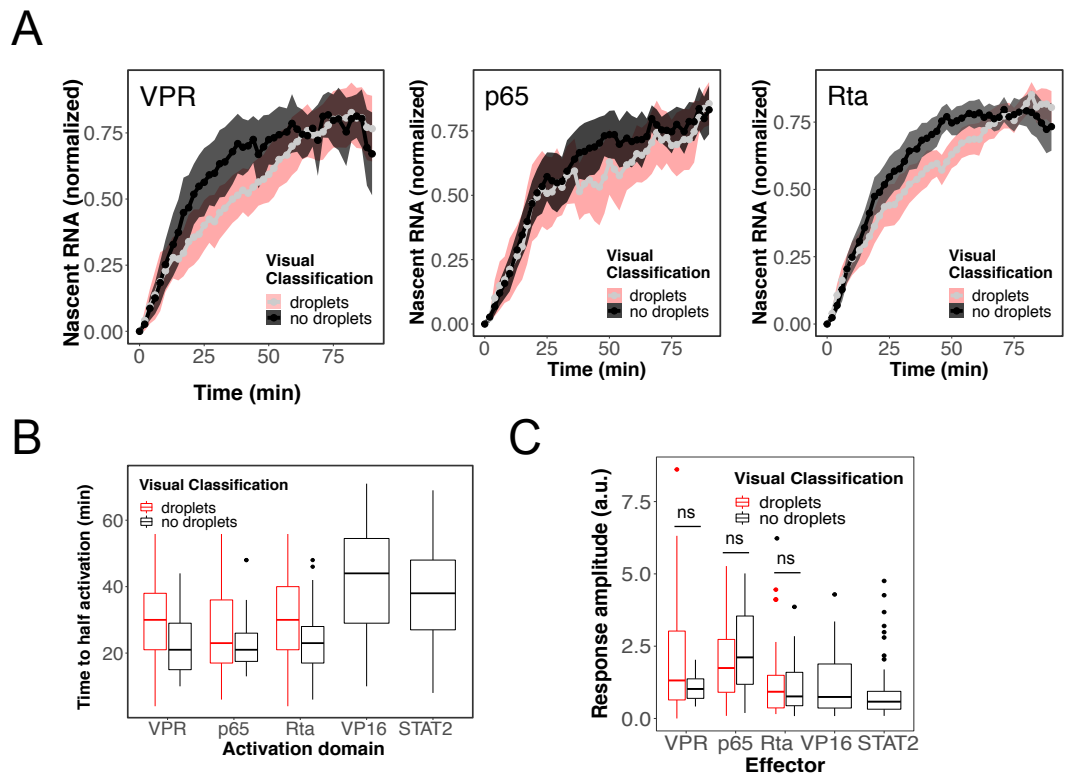 A
VPR
p65
Rta
Nascent RNA (normalized)
0.75
0.50
0.25
0.00
Visual
Classification
droplets
no droplets
0
25
50
75
Time (min)
Nascent RNA (normalized)
0.75
0.50
0.25
0.00
Visual
Classification
droplets
no droplets
0
25
50
75
Time (min)
Nascent RNA (normalized)
0.75
0.50
0.25
0.00
Visual
Classification
droplets
no droplets
0
25
50
75
Time (min)
B
Time to half activation (min)
60
40
20
Visual Classification
droplets
no droplets
VPR
p65
Rta
VP16
STAT2
Activation domain
C
Response amplitude (a.u.)
7.5
5.0
2.5
0.0
Visual Classification
droplets
no droplets
ns
ns
ns
VPR
p65
Rta
VP16
STAT2
Effector